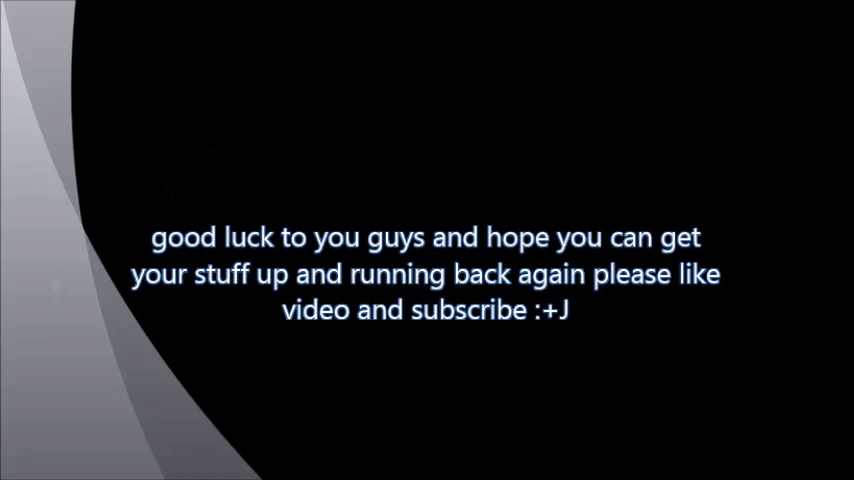 good luck to you guys and hope you can get
your stuff up and running back again please like
video and subscribe :+J